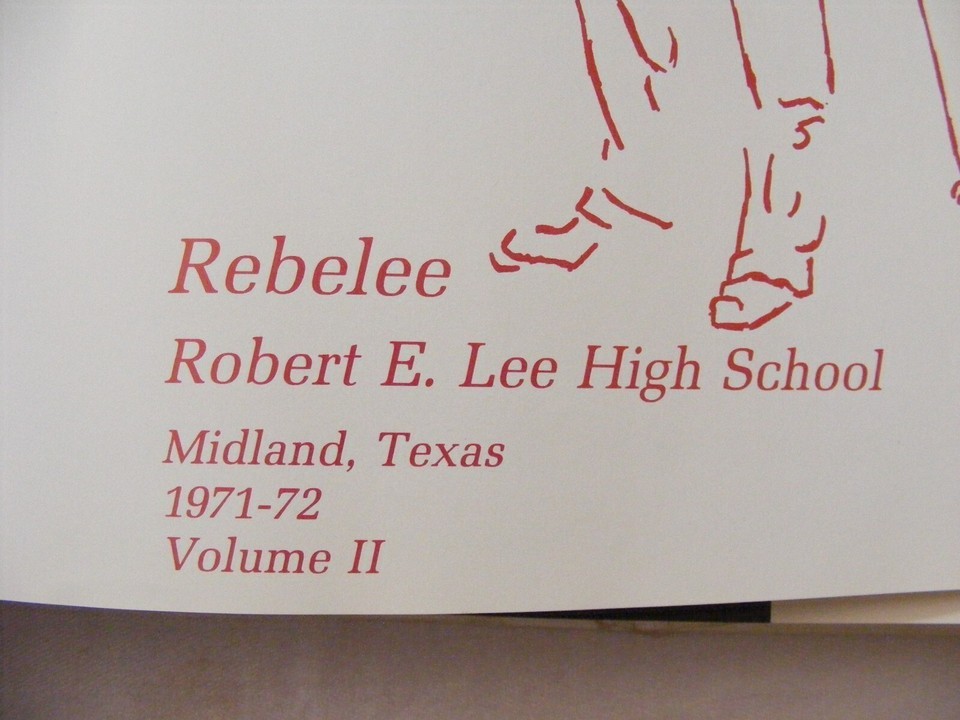 Rebelee
Robert E. Lee High School
Midland, Texas
1971-72
Volume II